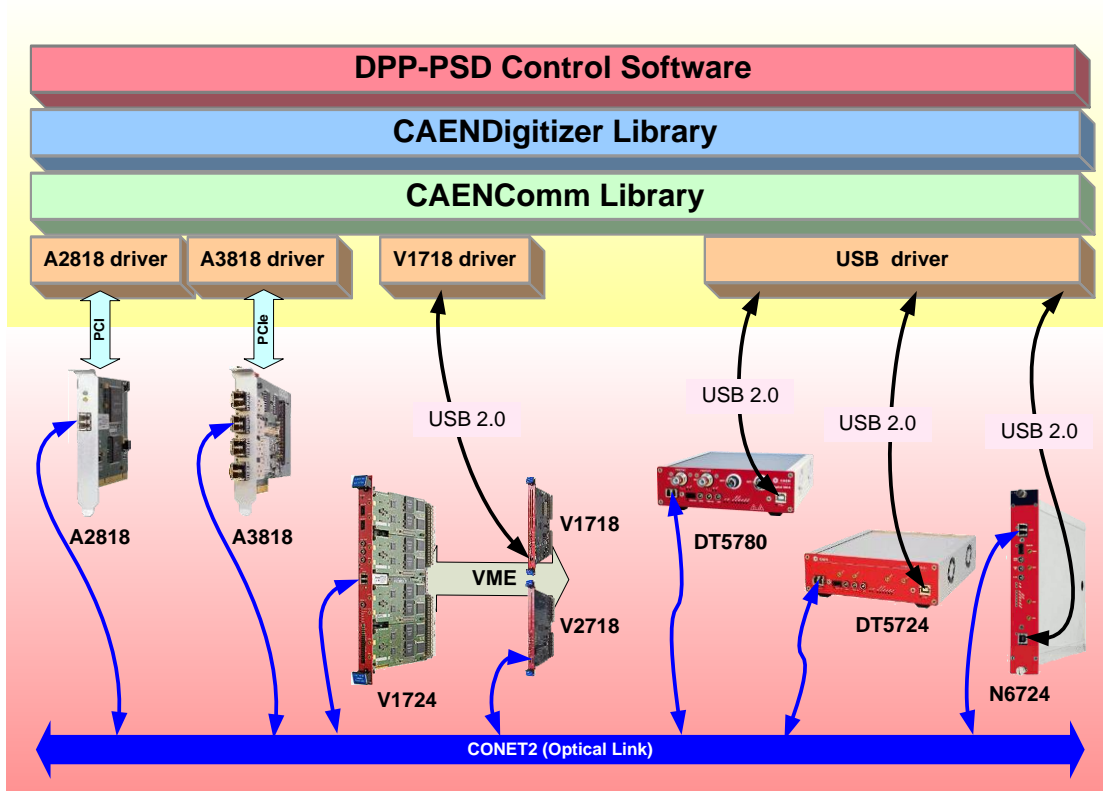 DPP-PSD Control Software
CAENDigitizer Library
CAENComm Library
A2818 driver
A3818 driver
V1718 driver
USB driver
PCI
PCIe
USB 2.0
USB 2.0
USB 2.0
USB 2.0
A2818
A3818
V1718
VME
V2718
V1724
DT5780
DT5724
N6724
CONET2 (Optical Link)